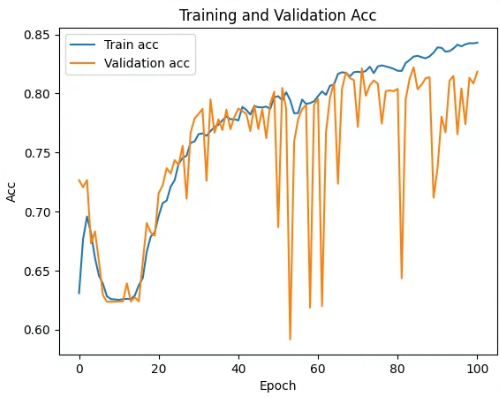 Training and Validation Acc
Train acc
Validation acc
Acc
0.85
0.80
0.75
0.70
0.65
0.60
0 20 40 60 80 100
Epoch